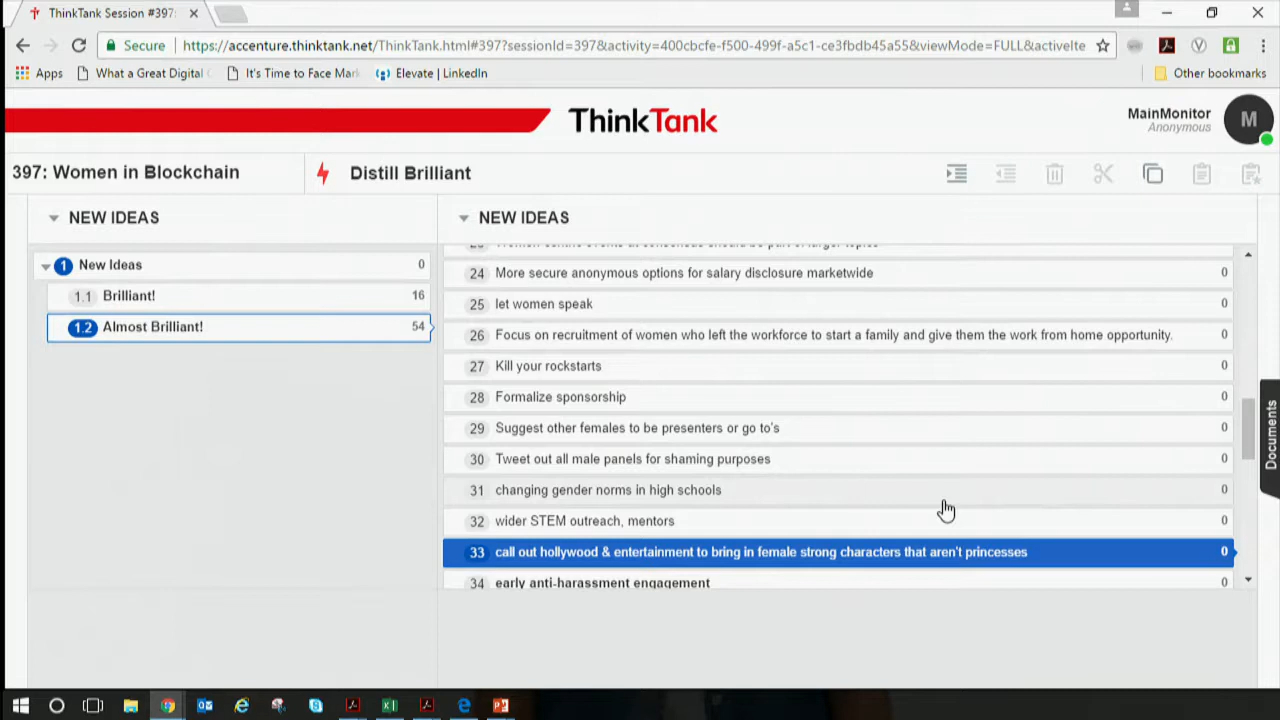 ThinkTank Session #397:
Secure
https://accenture.thinktank.net/ThinkTank.html#397?sessionId=397&activity=400cbcfe-f500-499f-a5c1-ce3fbdb45a55&viewMode=FULL&activeIte
Apps
What a Great Digital
It's Time to Face Mark
Elevate | LinkedIn
Other bookmarks
ThinkTank
MainMonitor
Anonymous
M
397: Women in Blockchain
Distill Brilliant
NEW IDEAS
1 New Ideas 0
1.1 Brilliant! 16
1.2 Almost Brilliant! 54
NEW IDEAS
24 More secure anonymous options for salary disclosure marketwide 0
25 let women speak 0
26 Focus on recruitment of women who left the workforce to start a family and give them the work from home opportunity. 0
27 Kill your rockstarts 0
28 Formalize sponsorship 0
29 Suggest other females to be presenters or go to's 0
30 Tweet out all male panels for shaming purposes 0
31 changing gender norms in high schools 0
32 wider STEM outreach, mentors 0
33 call out hollywood & entertainment to bring in female strong characters that aren't princesses 0
34 early anti-harassment engagement 0
Documents